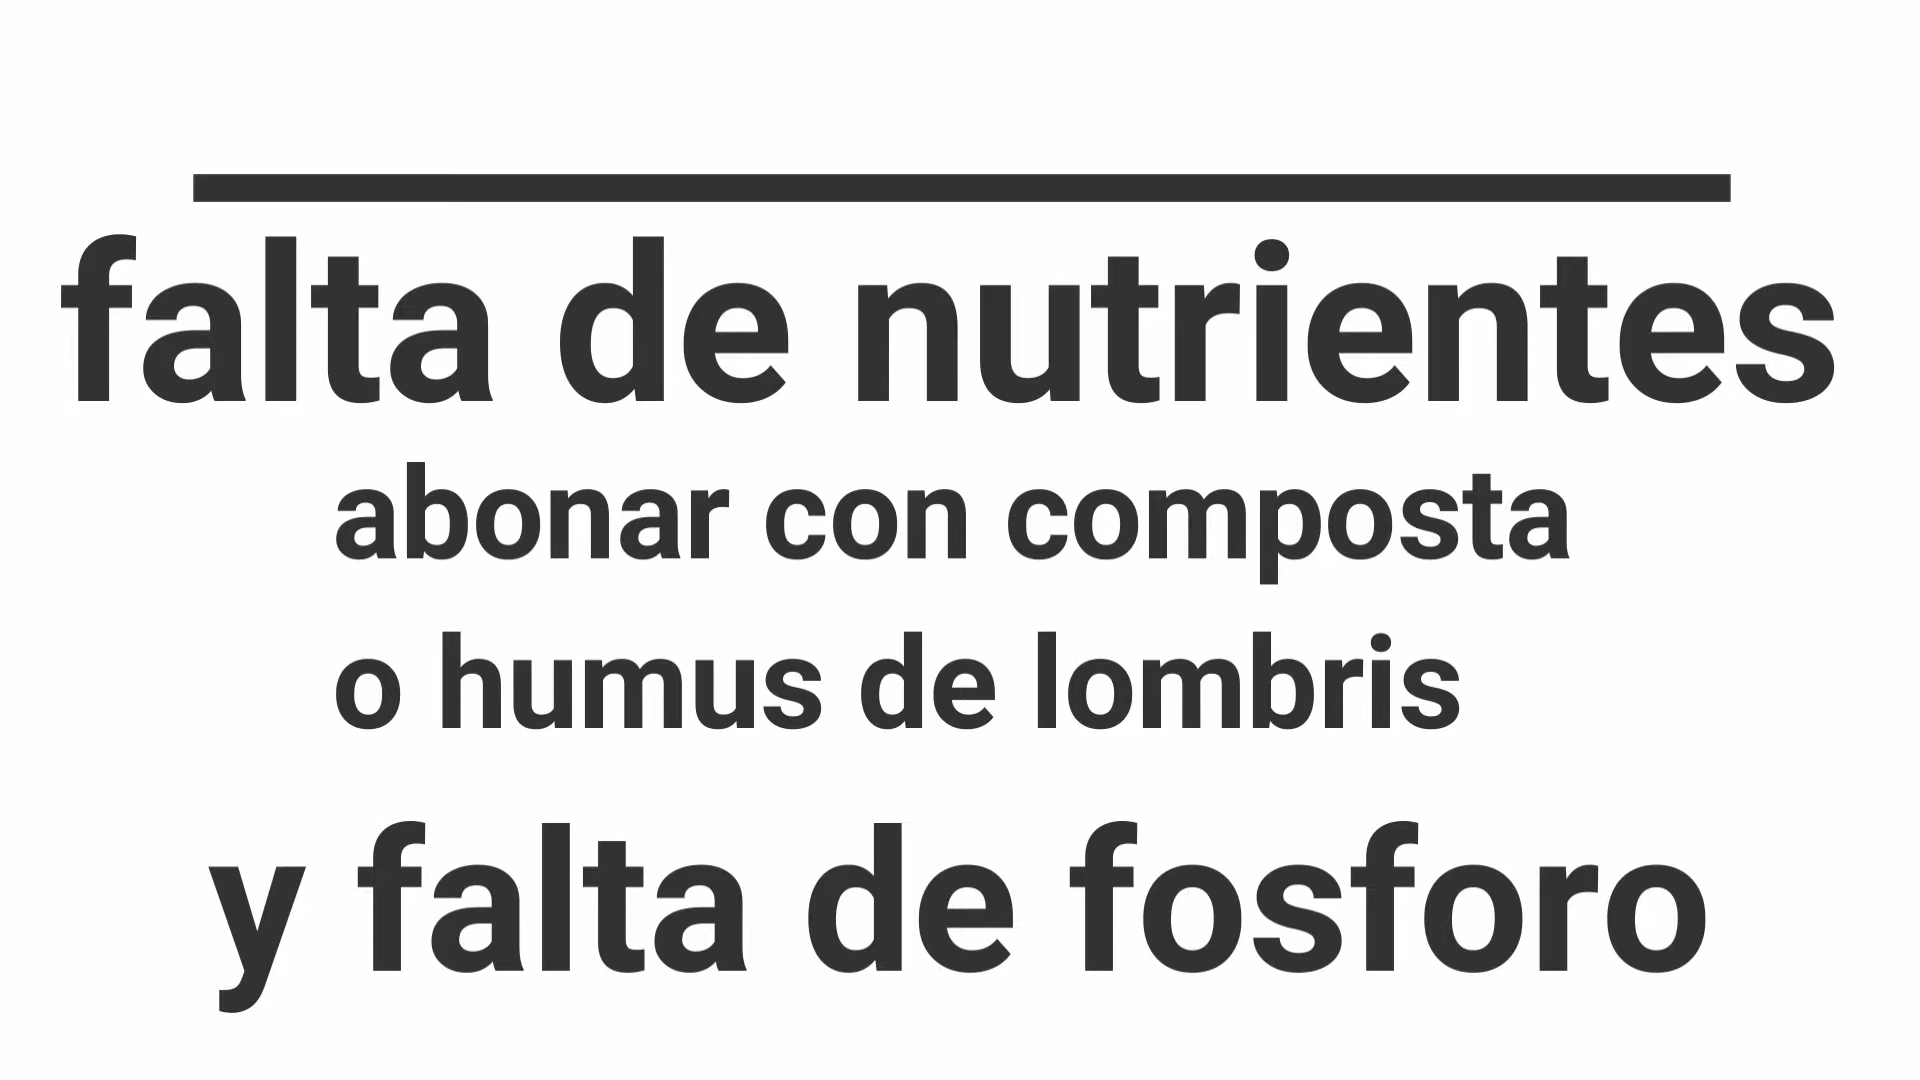 falta de nutrientes
abonar con composta
o humus de lombris
y falta de fosforo